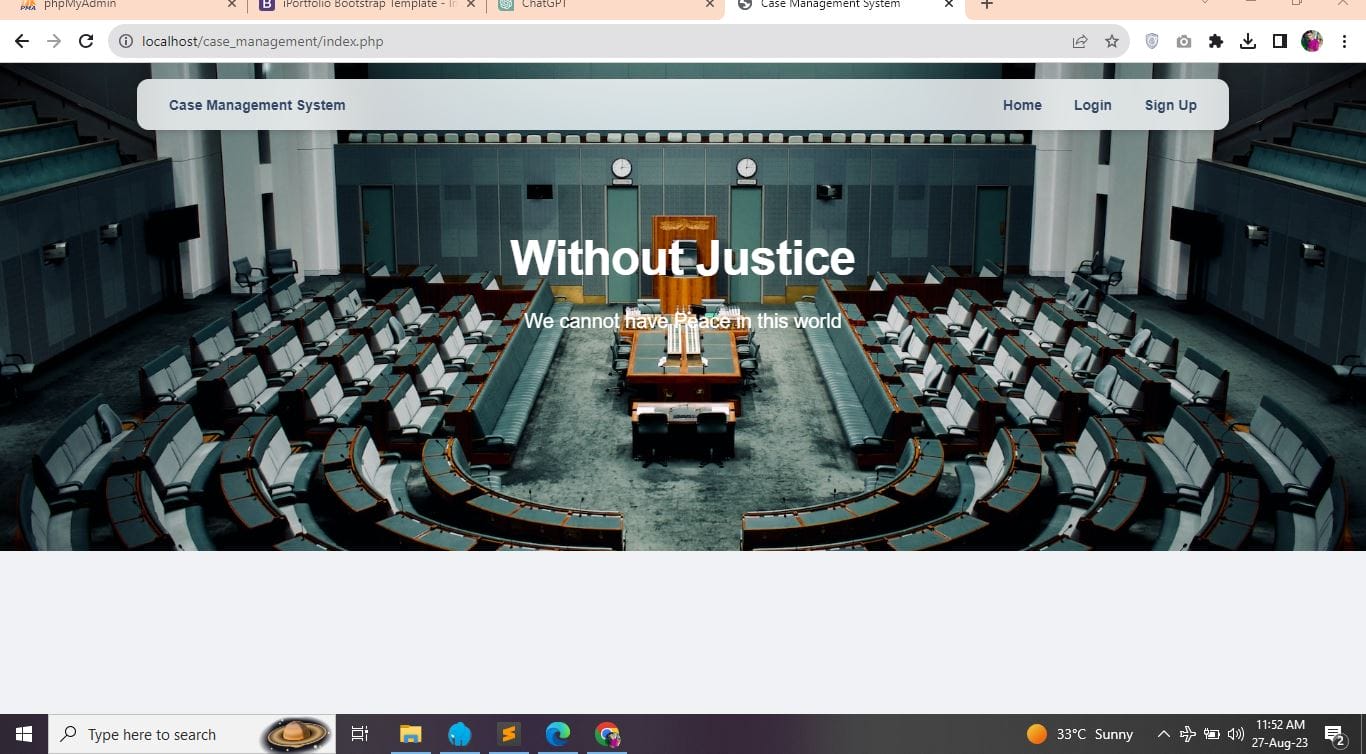 phpMyAdmin
iPortfolio Bootstrap Template - In
ChatGPT
Case Management System
localhost/case_management/index.php
Case Management System
Home
Login
Sign Up
Without Justice
We cannot have Peace in this world
Type here to search
33°C Sunny
11:52 AM
27-Aug-23
2